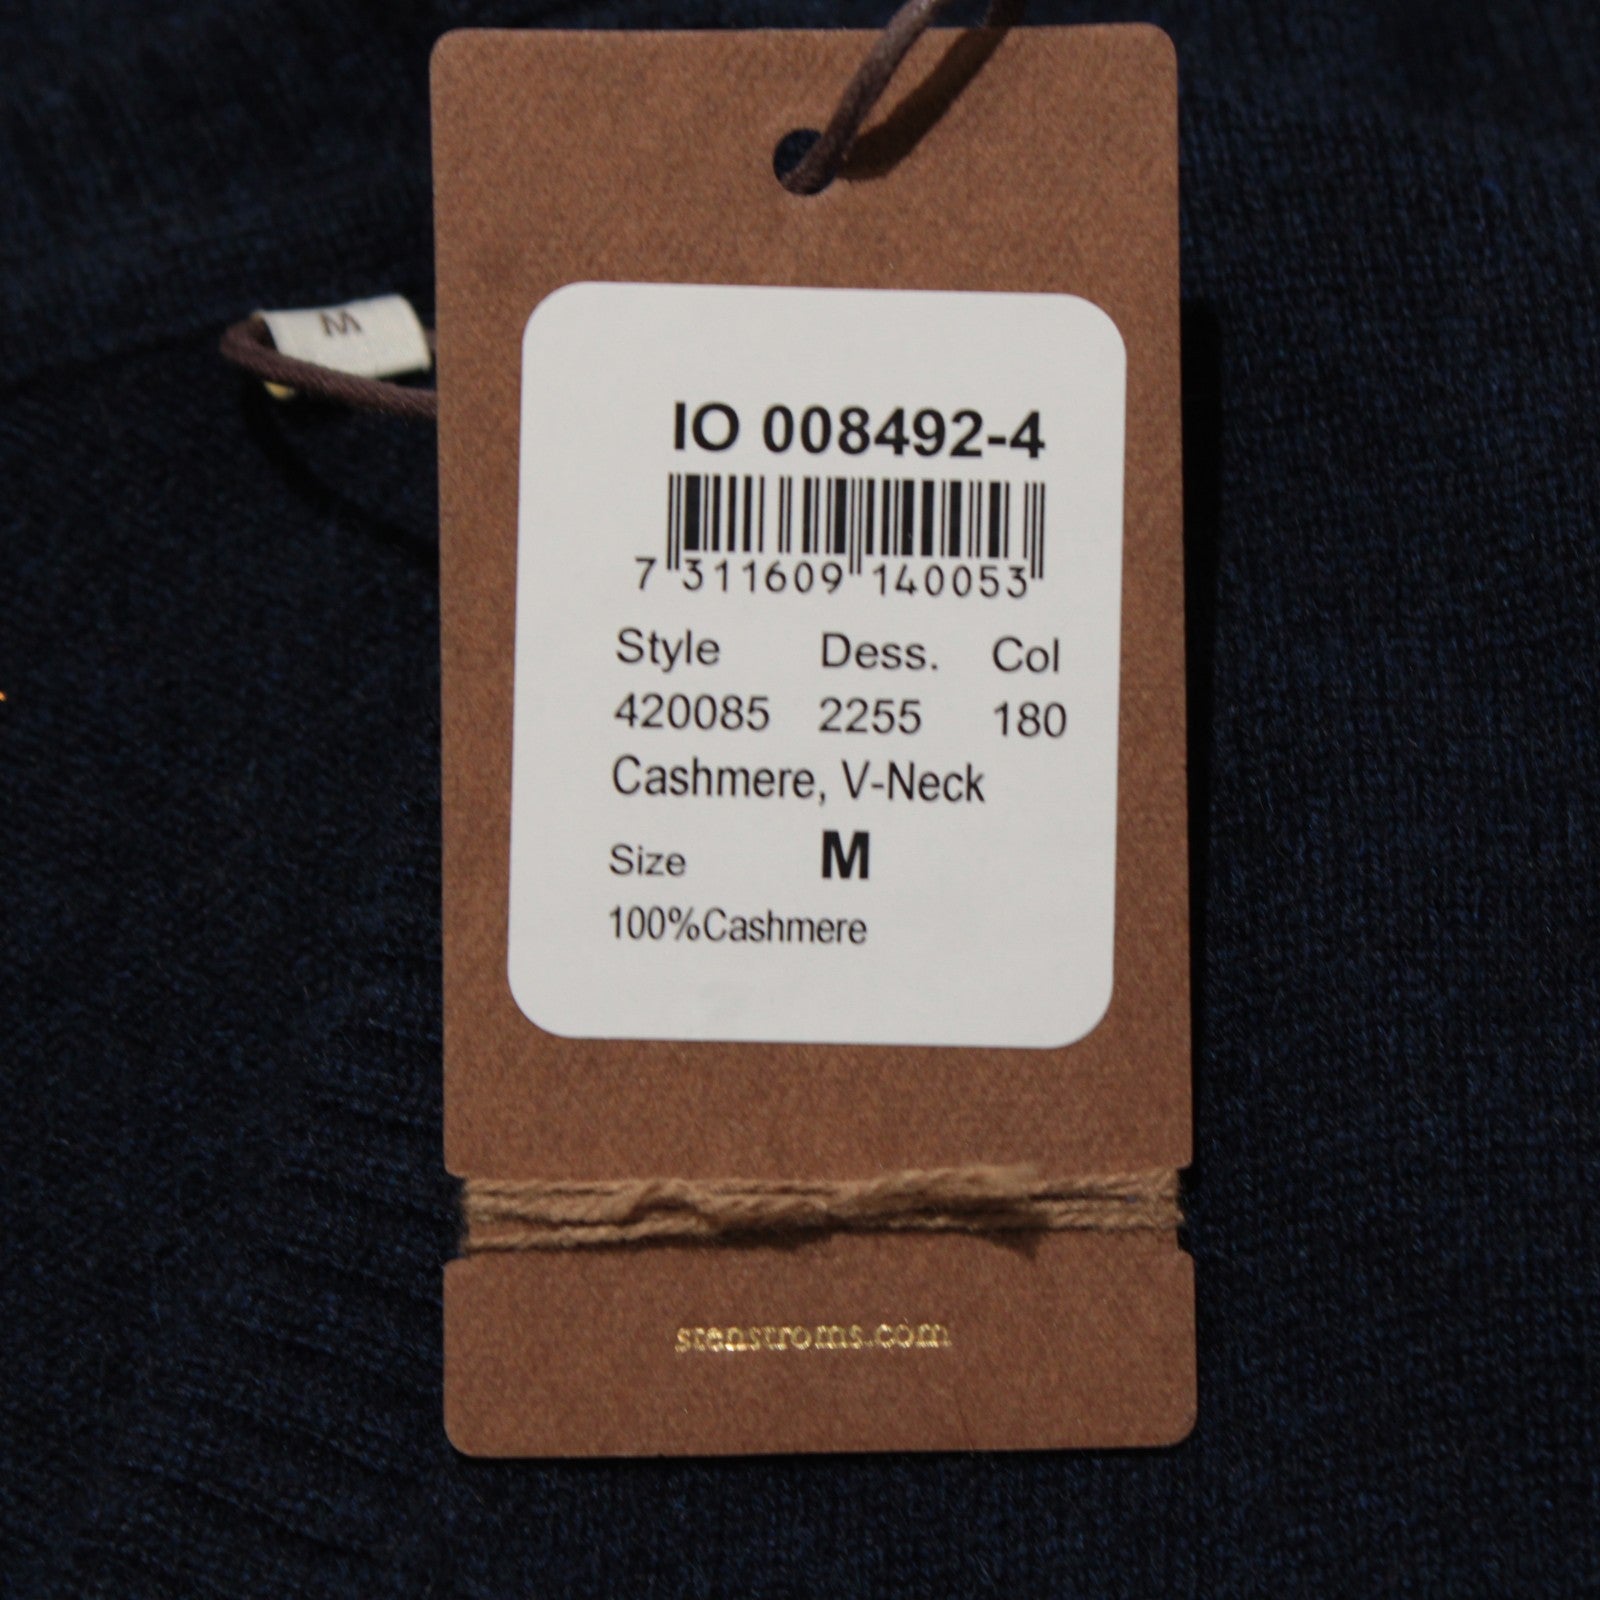 M
IO 008492-4
7 311609 140053
Style Dess. Col
420085 2255 180
Cashmere, V-Neck
Size M
100%Cashmere
stenstroms.com